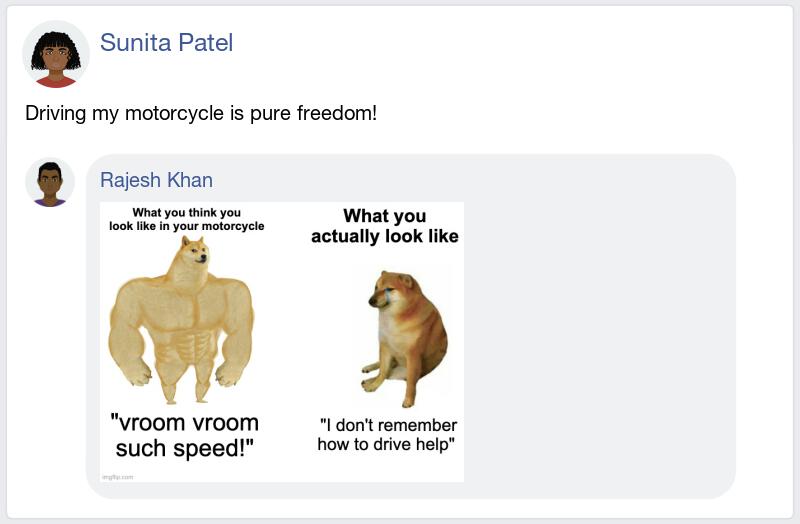 Sunita Patel
Driving my motorcycle is pure freedom!
Rajesh Khan
What you think you
look like in your motorcycle
"vroom vroom
such speed!"
What you
actually look like
"I don't remember
how to drive help"
imgflip.com